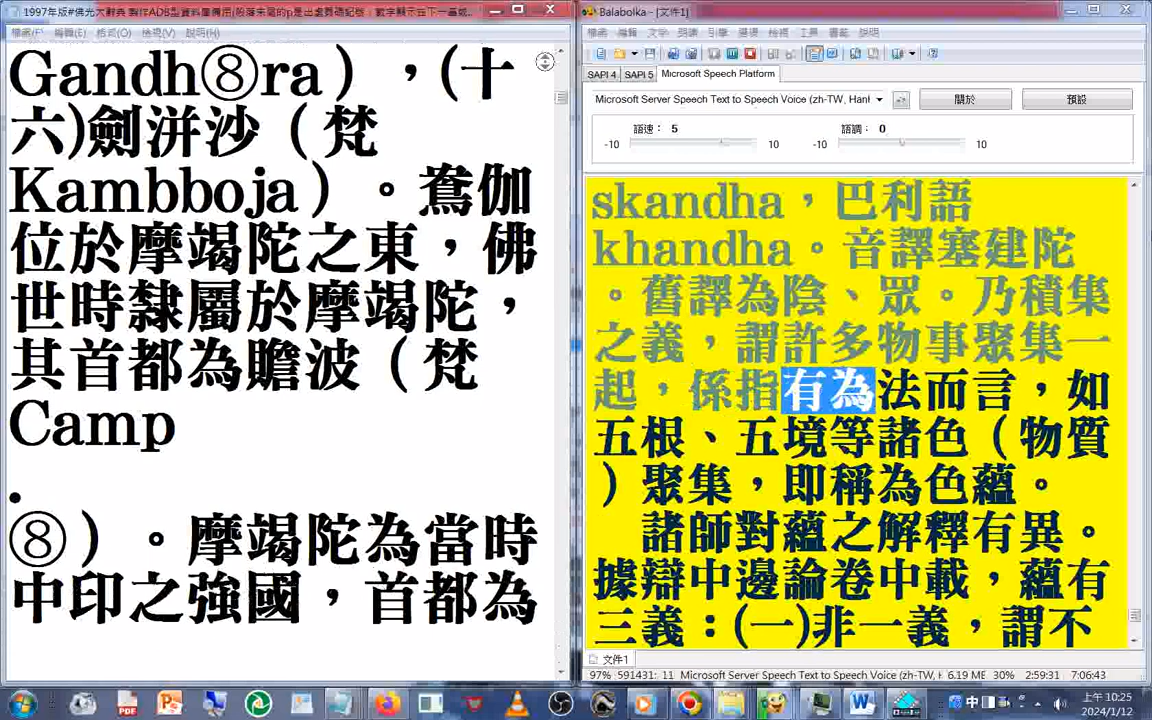 Gandh⑧ra），(十
六)劍洴沙（梵
Kambboja）。鴦伽
位於摩竭陀之東，佛
世時隸屬於摩竭陀，
其首都為瞻波（梵
Camp
.
⑧）。摩竭陀為當時
中印之強國，首都為
Balabolka - [文件1]
SAPI 4 SAPI 5 Microsoft Speech Platform
Microsoft Server Speech Text to Speech Voice (zh-TW, Han
關於 預設
語速： 5 語調： 0
-10 10 -10 10
skandha，巴利語
khandha。音譯塞建陀
。舊譯為陰、眾。乃積集
之義，謂許多物事聚集一
起，係指有為法而言，如
五根、五境等諸色（物質
）聚集，即稱為色蘊。
諸師對蘊之解釋有異。
據辯中邊論卷中載，蘊有
三義：(一)非一義，謂不
文件1
97% 591431: 11 Microsoft Server Speech Text to Speech Voice (zh-TW, 6.19 ME 30% 2:59:31 7:06:43
中
上午 10:25
2024/1/12